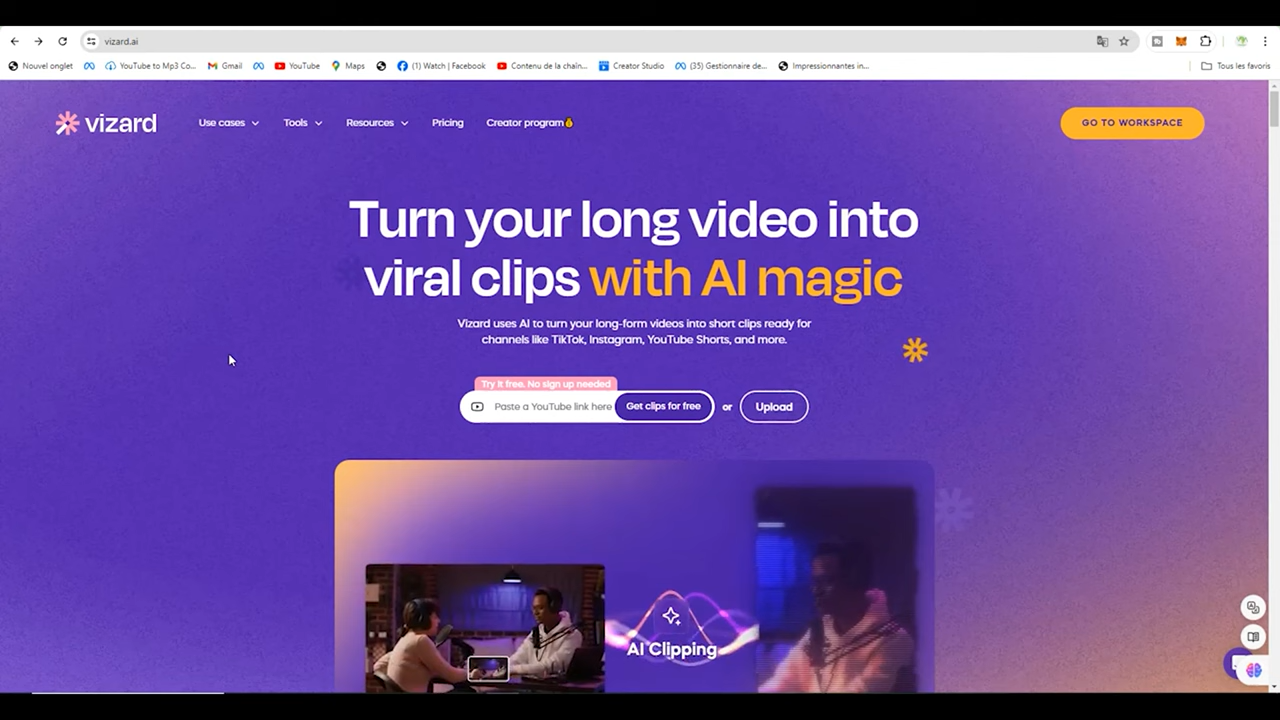 vizard.ai
Nouvel onglet
YouTube to Mp3 Co...
Gmail
YouTube
Maps
(1) Watch | Facebook
Contenu de la chaîn...
Creator Studio
(35) Gestionnaire de...
Impressionnantes in...
Tous les favoris
vizard
Use cases
Tools
Resources
Pricing
Creator program
GO TO WORKSPACE
Turn your long video into
viral clips with AI magic
Vizard uses AI to turn your long-form videos into short clips ready for
channels like TikTok, Instagram, YouTube Shorts, and more.
Try it free. No sign up needed
Paste a YouTube link here
Get clips for free
or
Upload
AI Clipping